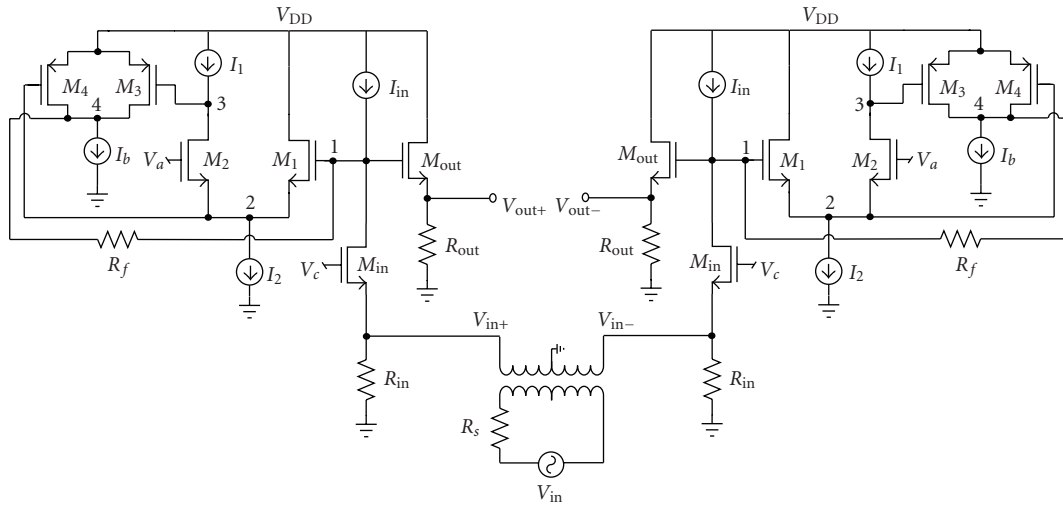 V_DD V_DD
M_4 M_3 I_1 I_in I_in I_1 M_3 M_4
4 3 3 4
I_b V_a M_2 M_1 1 M_out M_out 1 M_1 M_2 V_a I_b
2 V_out+ V_out− 2
R_f V_c M_in R_out R_out M_in V_c R_f
I_2 I_2
V_in+ V_in−
R_in R_in
R_s
V_in